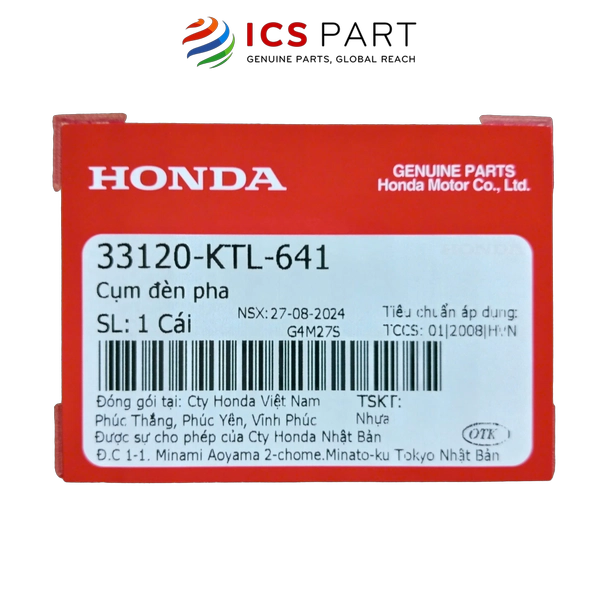 ICS PART
GENUINE PARTS, GLOBAL REACH
HONDA
GENUINE PARTS
Honda Motor Co., Ltd.
33120-KTL-641
Cụm đèn pha
SL: 1 Cái
NSX:27-08-2024
G4M27S
Tiêu chuẩn áp dụng:
TCCS: 01|2008|HVN
Đóng gói tại: Cty Honda Việt Nam
Phúc Thắng, Phúc Yên, Vĩnh Phúc
TSKT:
Nhựa
Được sự cho phép của Cty Honda Nhật Bản
Đ.C 1-1. Minami Aoyama 2-chome.Minato-ku Tokyo Nhật Bản
OTK